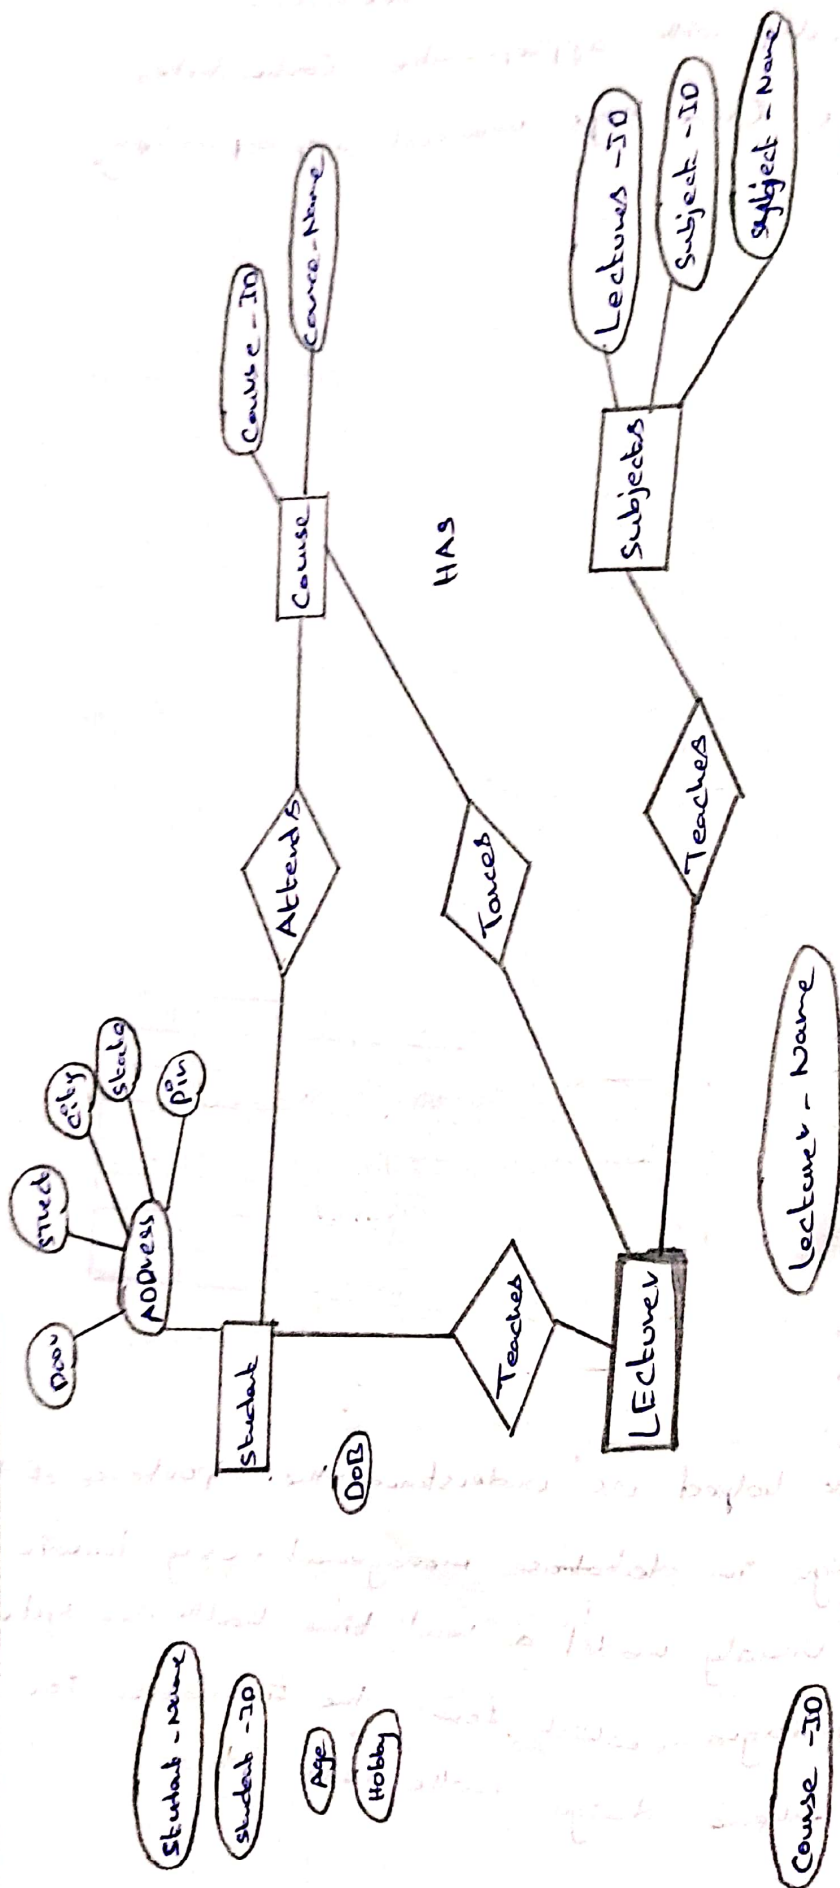 Door
Street
City
State
Pin
ADDress
Student-Name
Student-ID
Age
Hobby
Student
DOB
Attends
Course
Course-ID
Course-Name
HAS
Teaches
Takes
LECturer
Teaches
Subjects
Lectures-ID
Subject-ID
Subject-Name
Course-ID
Lecturer-Name